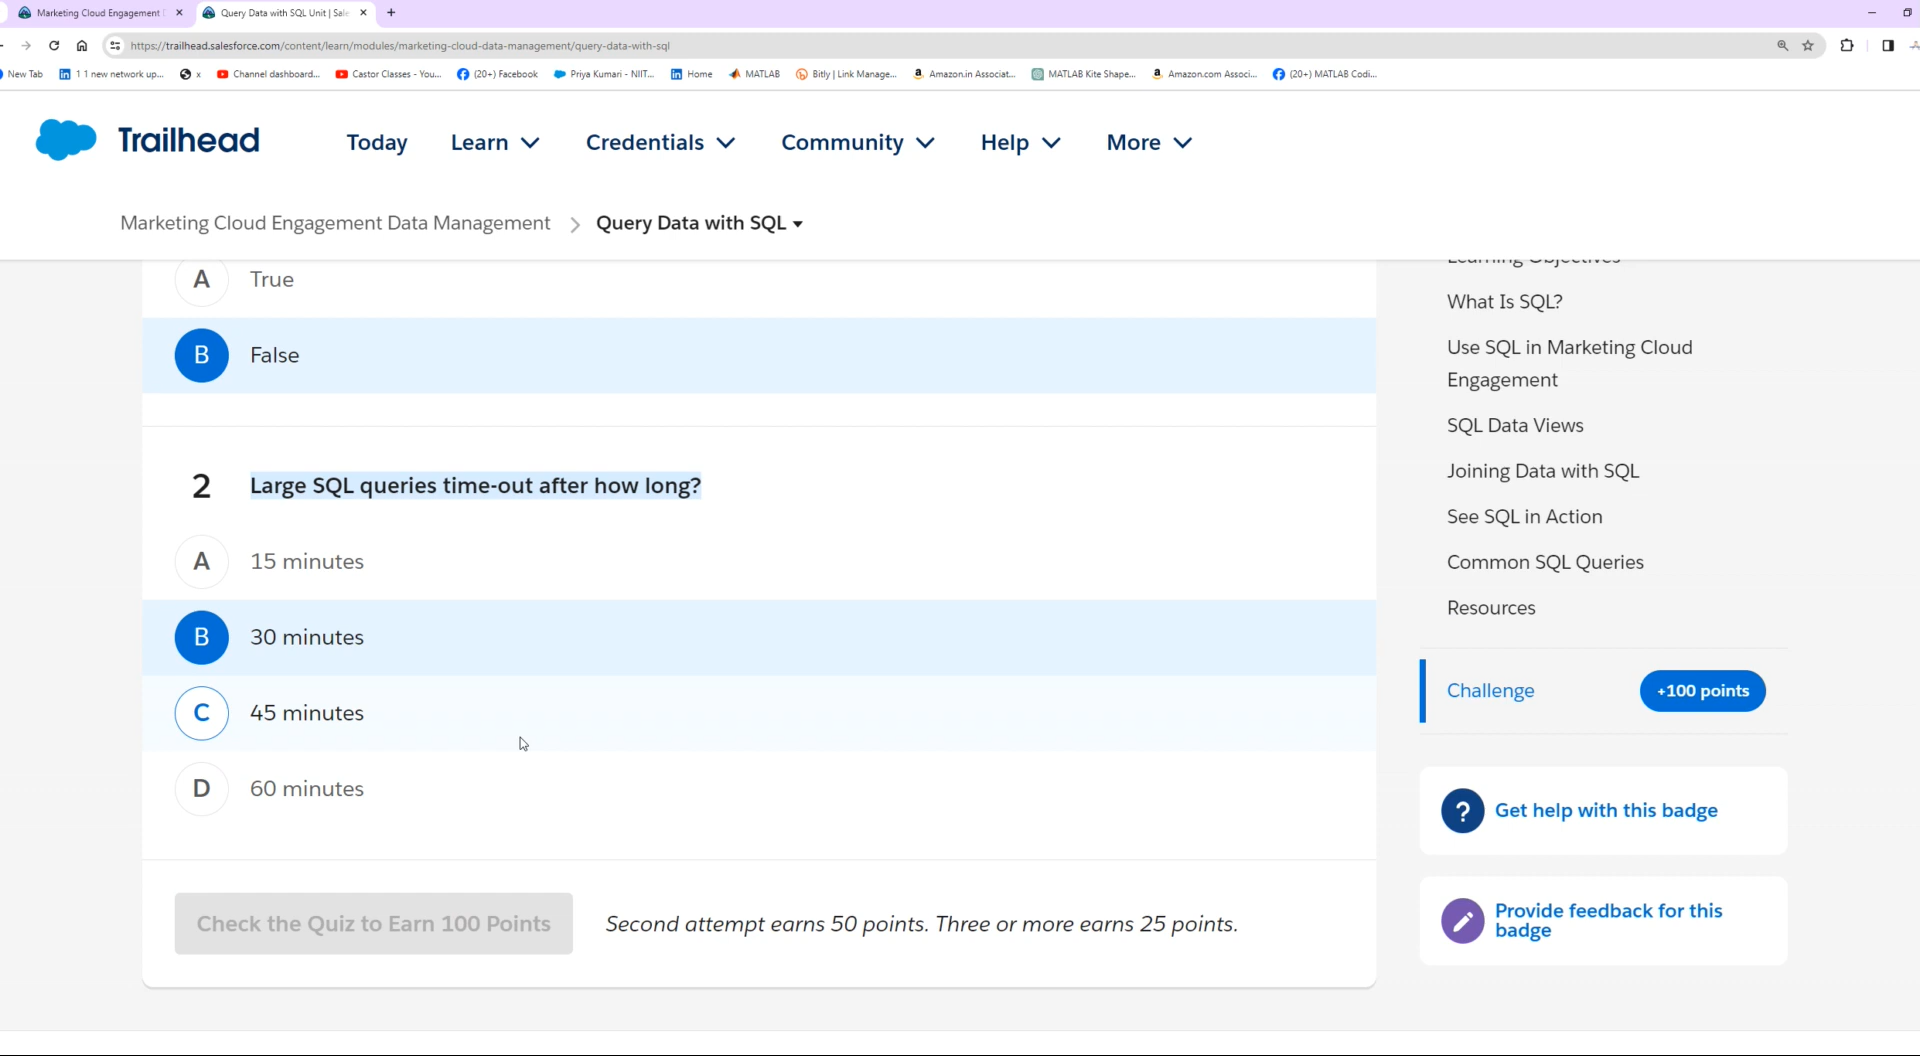 Marketing Cloud Engagement
Query Data with SQL Unit | Sale
https://trailhead.salesforce.com/content/learn/modules/marketing-cloud-data-management/query-data-with-sql
New Tab
1 1 new network up...
x
Channel dashboard...
Castor Classes - You...
(20+) Facebook
Priya Kumari - NIIT...
Home
MATLAB
Bitly | Link Manage...
Amazon.in Associat...
MATLAB Kite Shape...
Amazon.com Associ...
(20+) MATLAB Codi...
Trailhead
Today
Learn
Credentials
Community
Help
More
Marketing Cloud Engagement Data Management > Query Data with SQL
A True
B False
2 Large SQL queries time-out after how long?
A 15 minutes
B 30 minutes
C 45 minutes
D 60 minutes
Check the Quiz to Earn 100 Points
Second attempt earns 50 points. Three or more earns 25 points.
Learning Objectives
What Is SQL?
Use SQL in Marketing Cloud
Engagement
SQL Data Views
Joining Data with SQL
See SQL in Action
Common SQL Queries
Resources
Challenge
+100 points
? Get help with this badge
Provide feedback for this
badge